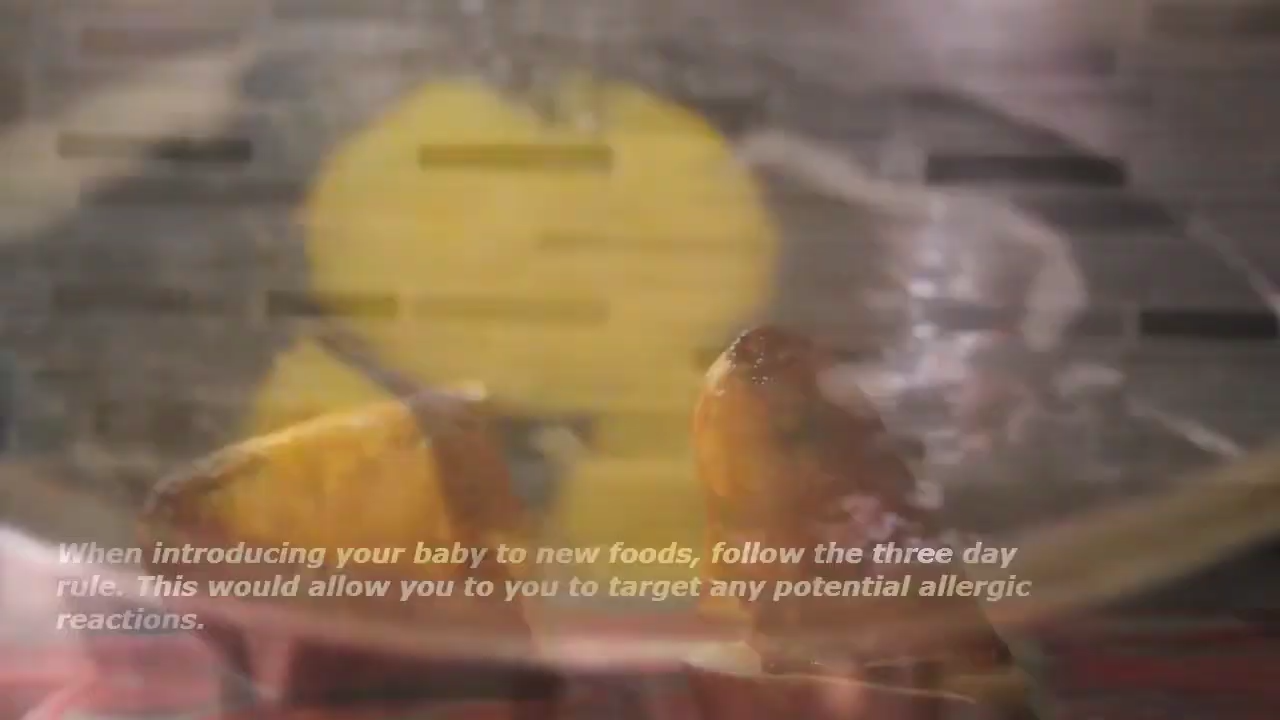 When introducing your baby to new foods, follow the three day
rule. This would allow you to you to target any potential allergic
reactions.